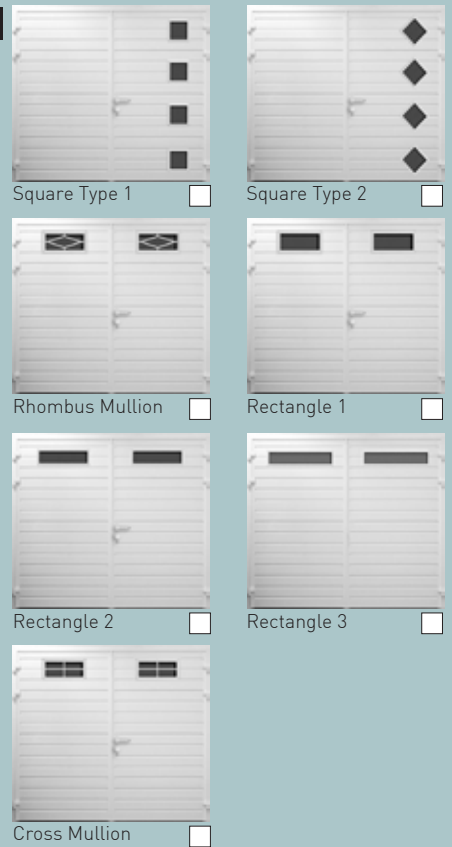 Square Type 1
Square Type 2
Rhombus Mullion
Rectangle 1
Rectangle 2
Rectangle 3
Cross Mullion